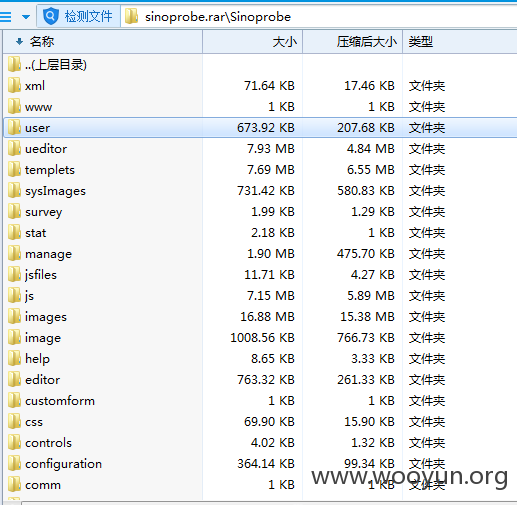 检测文件 sinoprobe.rar\Sinoprobe
名称 大小 压缩后大小 类型
..(上层目录)
xml 71.64 KB 17.46 KB 文件夹
www 1 KB 1 KB 文件夹
user 673.92 KB 207.68 KB 文件夹
ueditor 7.93 MB 4.84 MB 文件夹
templets 7.69 MB 6.55 MB 文件夹
sysImages 731.42 KB 580.83 KB 文件夹
survey 1.99 KB 1.29 KB 文件夹
stat 2.18 KB 1 KB 文件夹
manage 1.90 MB 475.70 KB 文件夹
jsfiles 11.71 KB 4.27 KB 文件夹
js 7.15 MB 5.89 MB 文件夹
images 16.88 MB 15.38 MB 文件夹
image 1008.56 KB 766.73 KB 文件夹
help 8.65 KB 3.33 KB 文件夹
editor 763.32 KB 261.33 KB 文件夹
customform 1 KB 1 KB 文件夹
css 69.90 KB 15.90 KB 文件夹
controls 4.02 KB 1.32 KB 文件夹
configuration 364.14 KB 99.34 KB 文件夹
comm 1 KB 1 KB 文件夹
www.wooyun.org